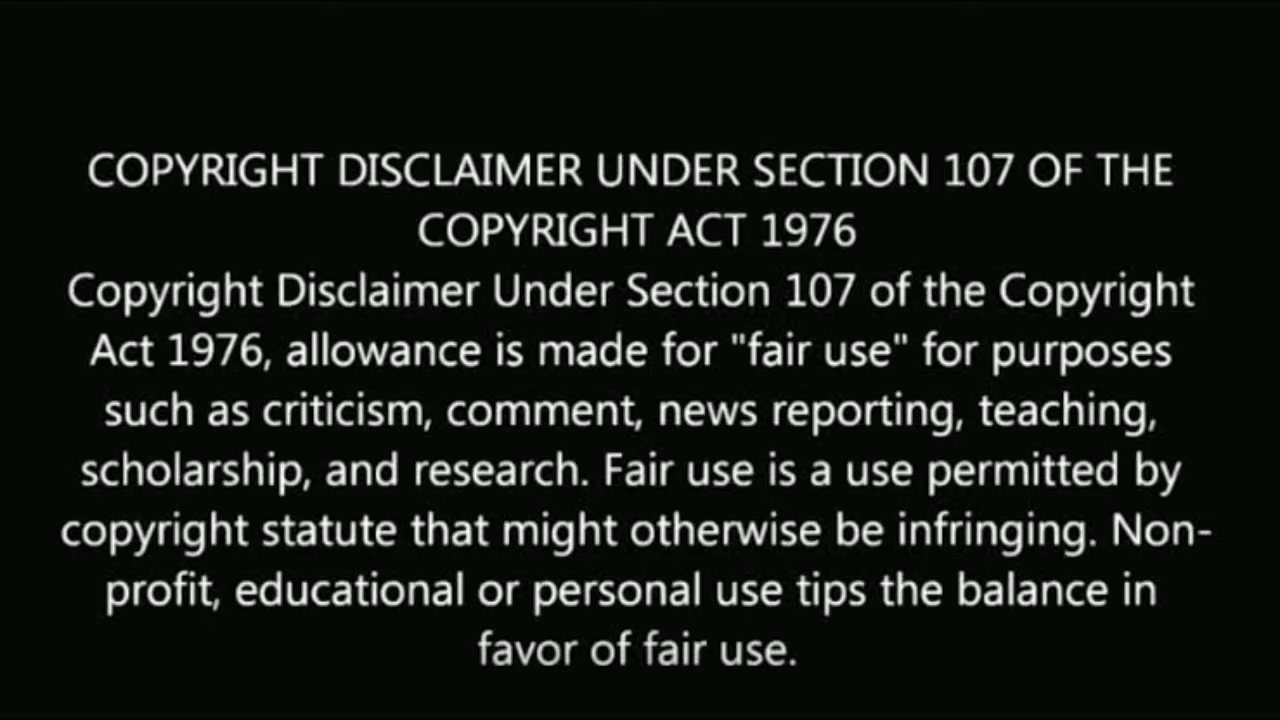 COPYRIGHT DISCLAIMER UNDER SECTION 107 OF THE
COPYRIGHT ACT 1976
Copyright Disclaimer Under Section 107 of the Copyright
Act 1976, allowance is made for "fair use" for purposes
such as criticism, comment, news reporting, teaching,
scholarship, and research. Fair use is a use permitted by
copyright statute that might otherwise be infringing. Non-
profit, educational or personal use tips the balance in
favor of fair use.